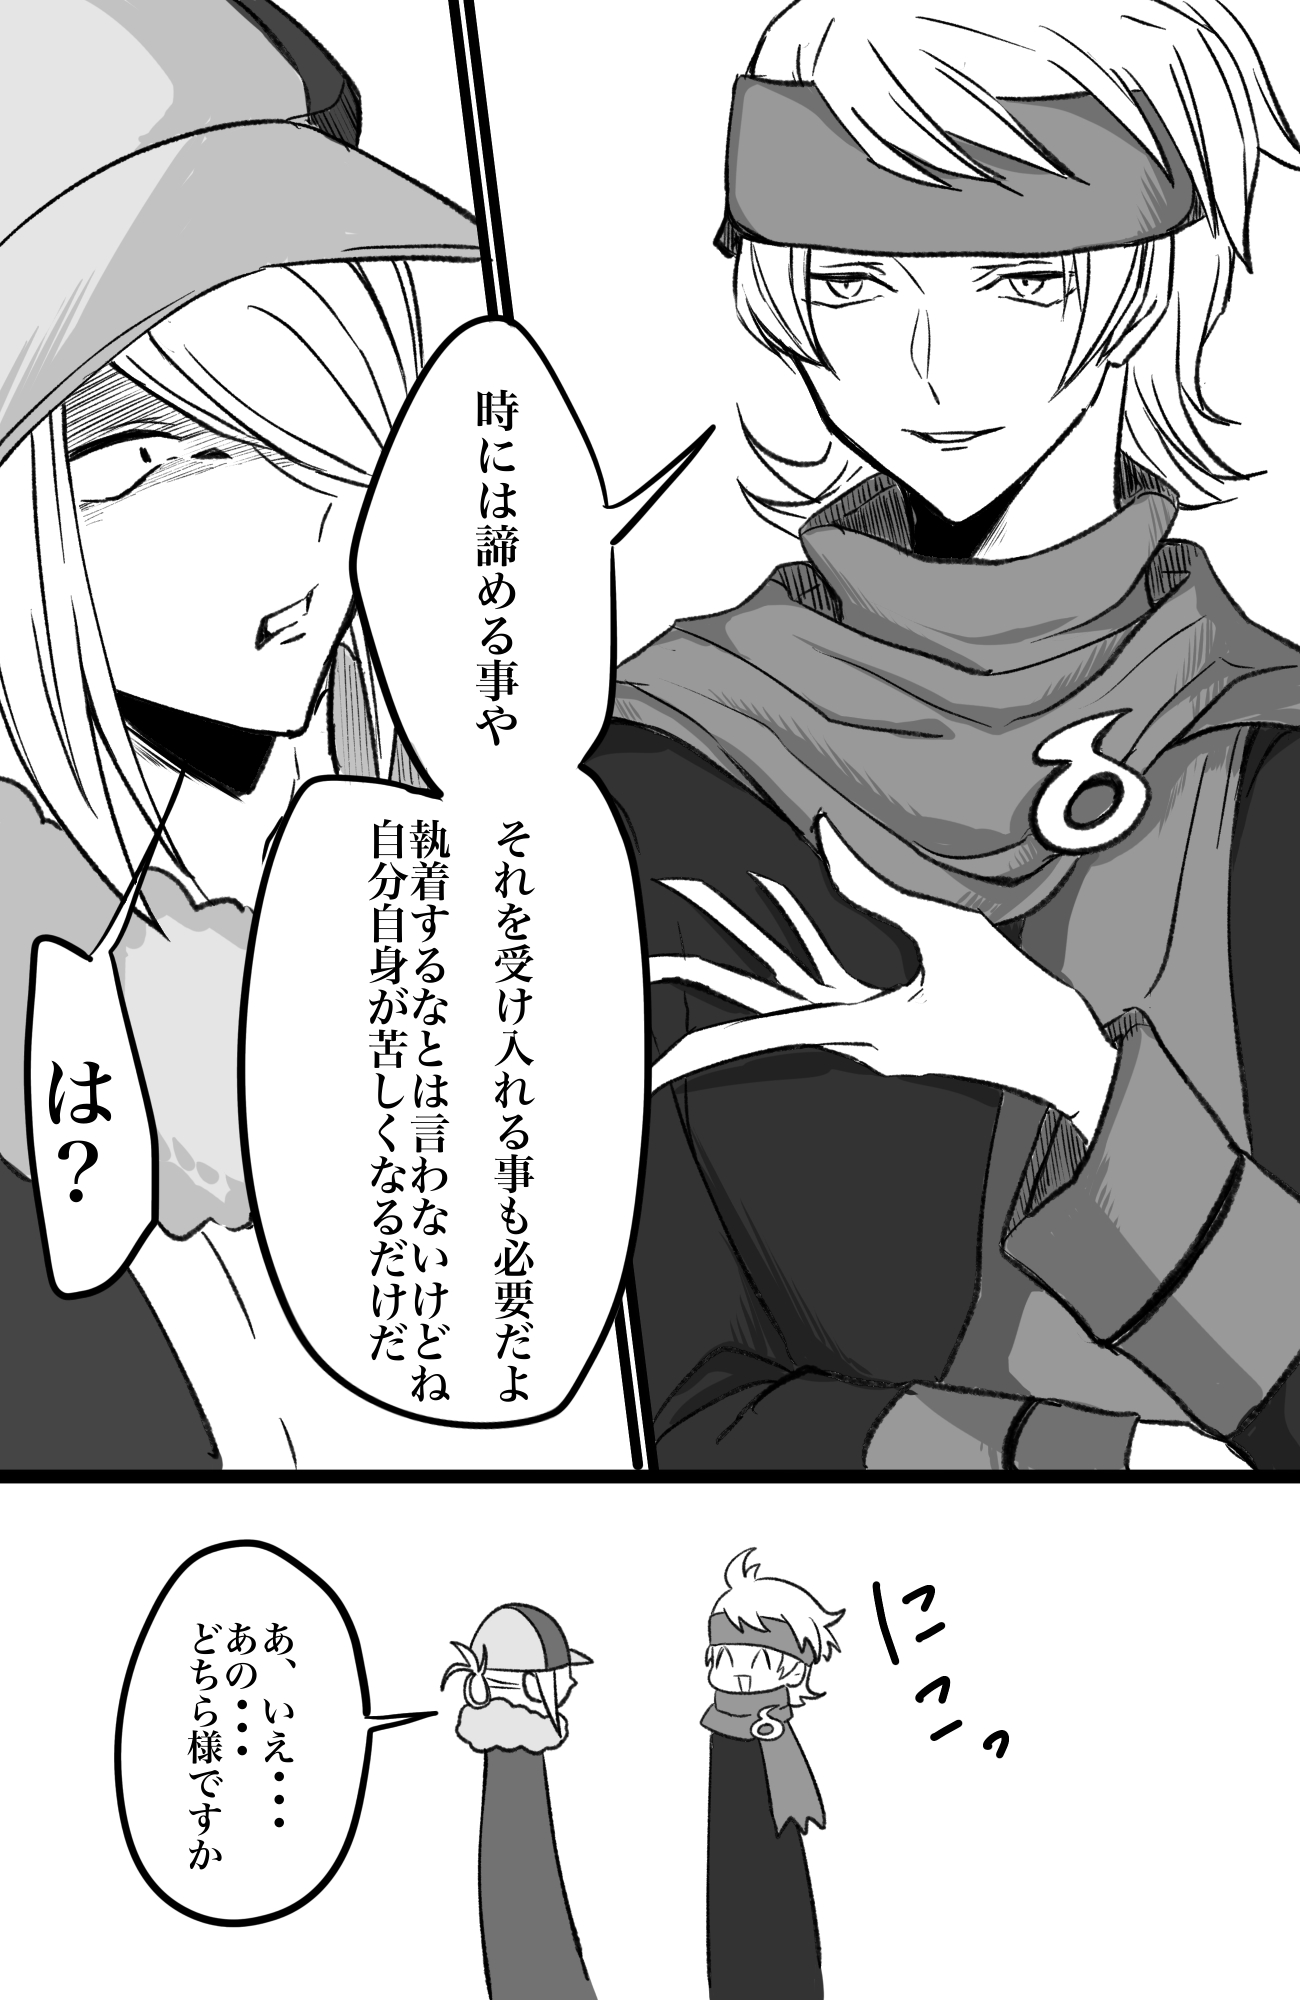 時には諦める事や
それを受け入れる事も必要だよ
執着するなとは言わないけどね
自分自身が苦しくなるだけだ
は?
にこっ
あ、いえ・・・
あの・・・
どちら様ですか